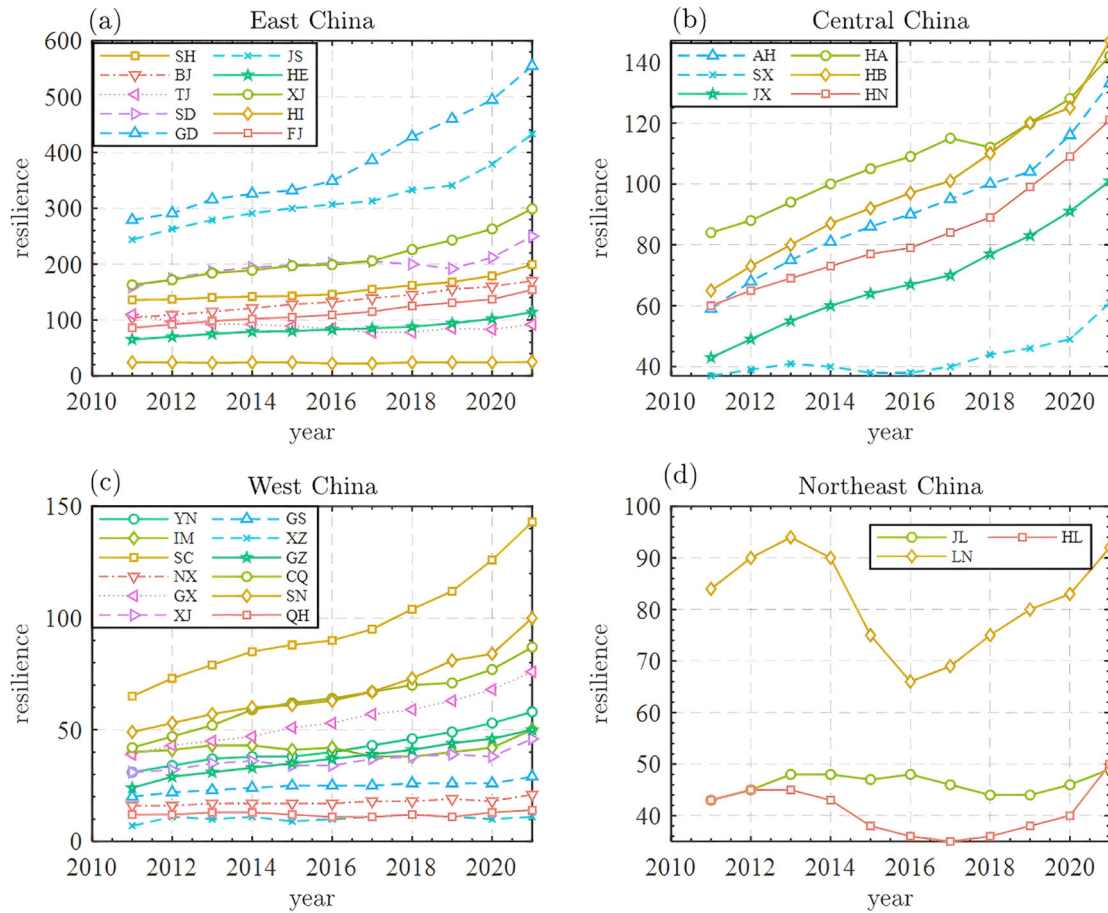 (a) East China
600
500
400
300
200
100
0
resilience
SH JS
BJ HE
TJ XJ
SD HI
GD FJ
2010 2012 2014 2016 2018 2020
year
(b) Central China
140
120
100
80
60
40
resilience
AH HA
SX HB
JX HN
2010 2012 2014 2016 2018 2020
year
(c) West China
150
100
50
0
resilience
YN GS
IM XZ
SC GZ
NX CQ
GX SN
XJ QH
2010 2012 2014 2016 2018 2020
year
(d) Northeast China
100
90
80
70
60
50
40
resilience
JL HL
LN
2010 2012 2014 2016 2018 2020
year